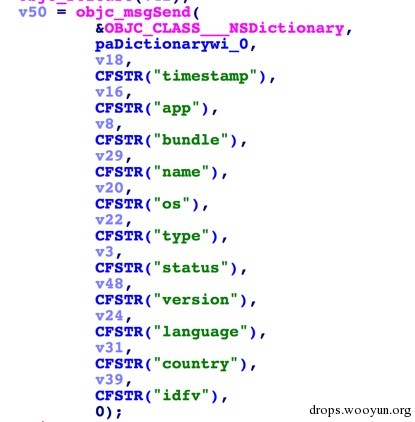 v50 = objc_msgSend(
&OBJC_CLASS___NSDictionary,
paDictionarywi_0,
v18,
CFSTR("timestamp"),
v16,
CFSTR("app"),
v8,
CFSTR("bundle"),
v29,
CFSTR("name"),
v20,
CFSTR("os"),
v22,
CFSTR("type"),
v3,
CFSTR("status"),
v48,
CFSTR("version"),
v24,
CFSTR("language"),
v31,
CFSTR("country"),
v39,
CFSTR("idfv"),
0);
drops.wooyun.org